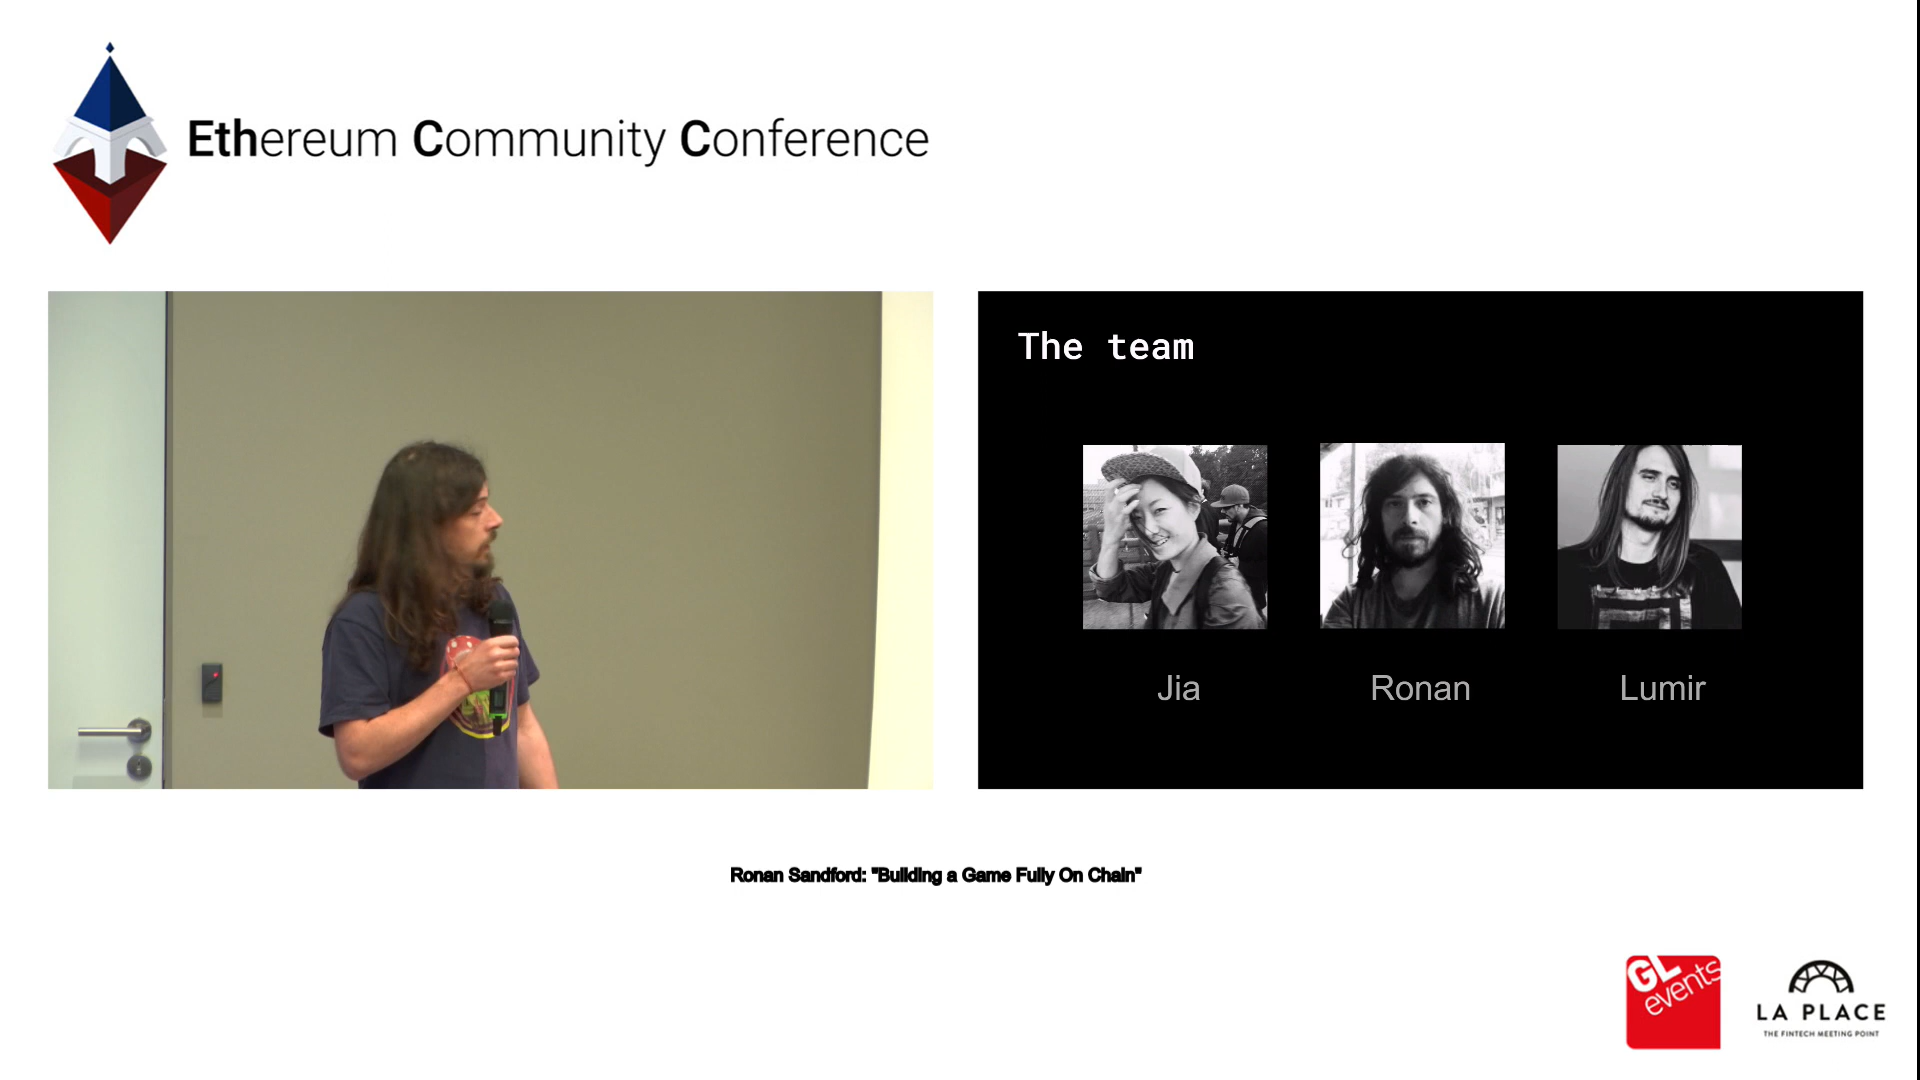 Ethereum Community Conference
The team
Jia
Ronan
Lumir
Ronan Sandford: "Building a Game Fully On Chain"
GL
events
LA PLACE
THE FINTECH MEETING POINT